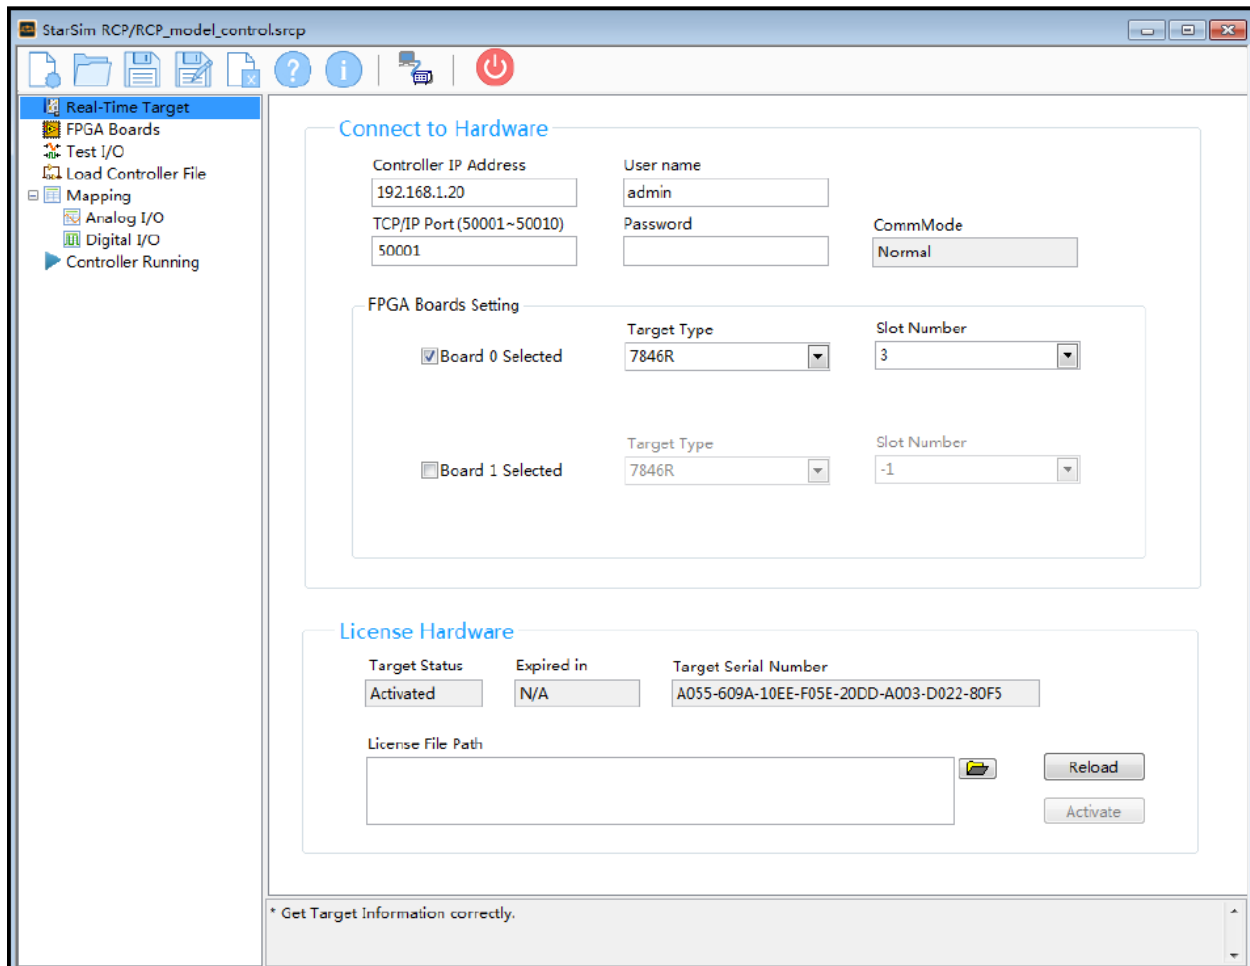 StarSim RCP/RCP_model_control.srcp
Real-Time Target
FPGA Boards
Test I/O
Load Controller File
Mapping
Analog I/O
Digital I/O
Controller Running
Connect to Hardware
Controller IP Address User name
192.168.1.20 admin
TCP/IP Port (50001~50010) Password CommMode
50001 Normal
FPGA Boards Setting
Target Type Slot Number
Board 0 Selected 7846R 3
Target Type Slot Number
Board 1 Selected 7846R -1
License Hardware
Target Status Expired in Target Serial Number
Activated N/A A055-609A-10EE-F05E-20DD-A003-D022-80F5
License File Path
Reload
Activate
* Get Target Information correctly.